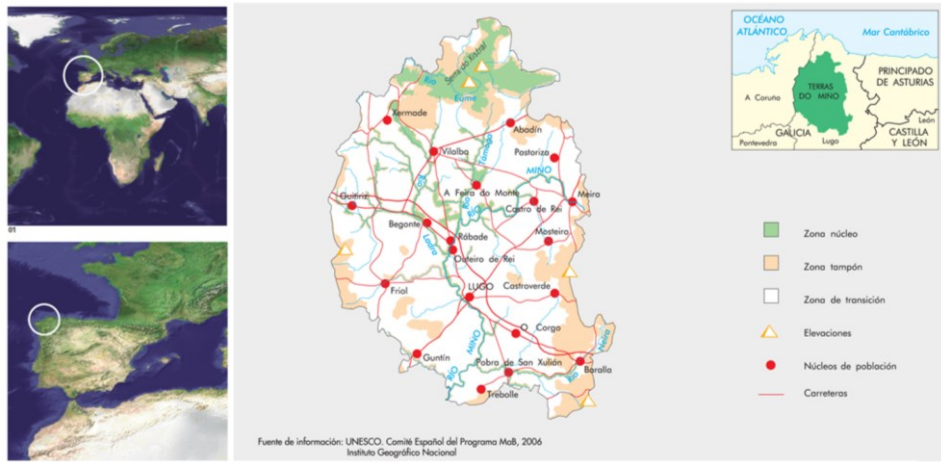 01
Serra do Xistral
Río
Eume
Xermade
Abadín
Vilalba
Támoga
Pastoriza
MIÑO
A Feira do Monte
Guitiriz
Río
RÍO
Castro de Rei
Meira
Begonte
Ladra
Rábade
Mosteiro
Outeiro de Rei
Friol
LUGO
Castroverde
O Corgo
Neira
MIÑO
Guntín
Pobra de San Xulián
Río
Baralla
RÍO
Trebolle
OCÉANO
ATLÁNTICO
Mar Cantábrico
PRINCIPADO
DE ASTURIAS
TERRAS
DO MIÑO
A Coruña
León
GALICIA
CASTILLA
Y LEÓN
Pontevedra
Lugo
Zona núcleo
Zona tampón
Zona de transición
Elevaciones
Núcleos de población
Carreteras
Fuente de información: UNESCO. Comité Español del Programa MaB, 2006
Instituto Geográfico Nacional